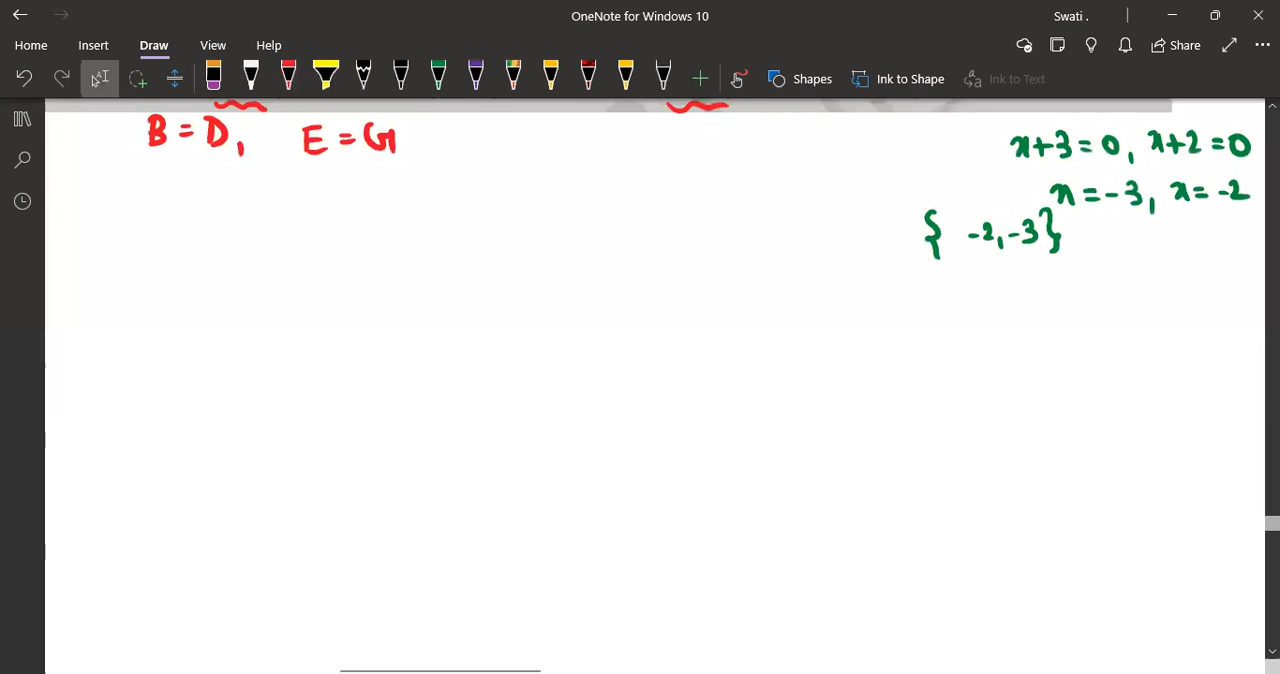 OneNote for Windows 10
Swati .
Home Insert Draw View Help
Share
Shapes Ink to Shape Ink to Text
B = D, E = G
x+3=0, x+2=0
x=-3, x=-2
{ -2, -3}